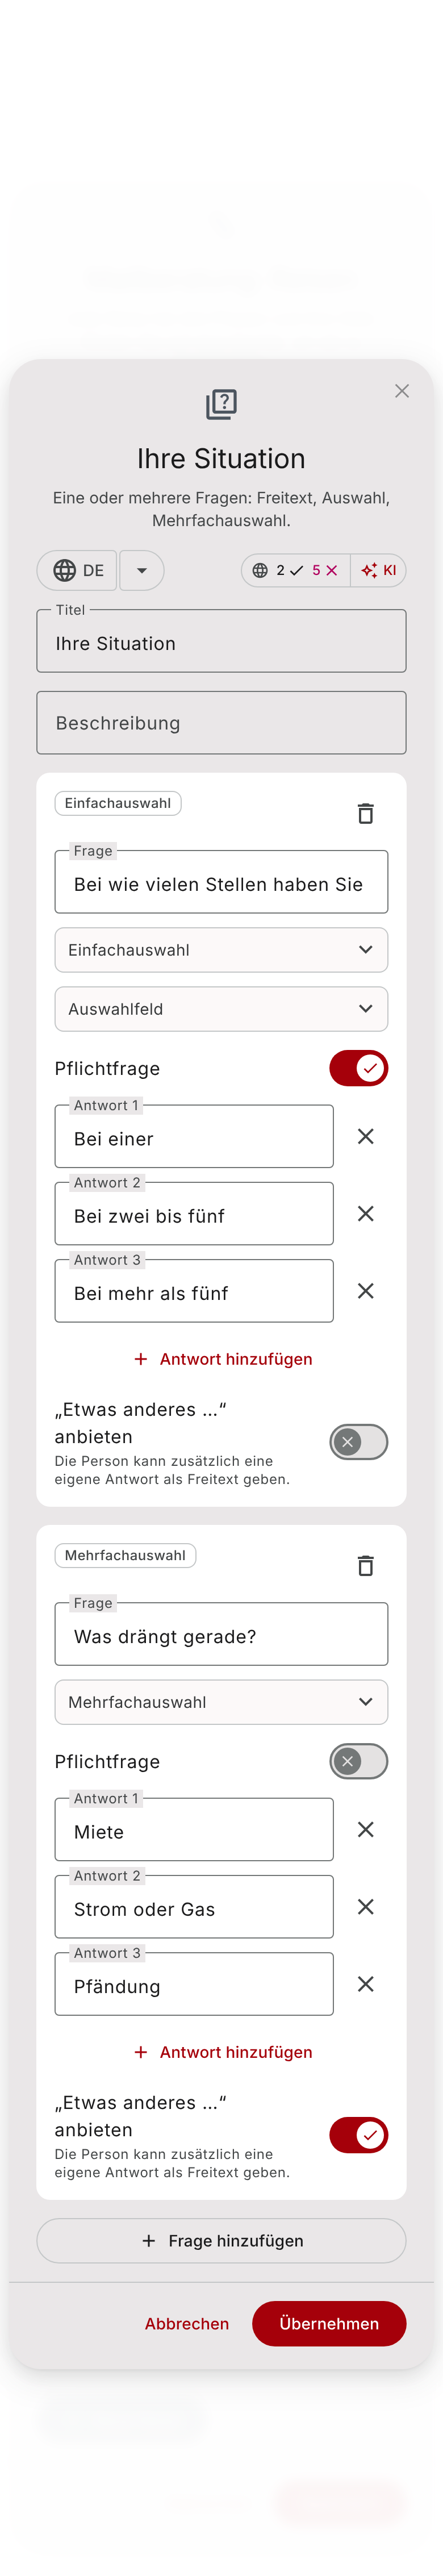 Ihre Situation
Eine oder mehrere Fragen: Freitext, Auswahl,
Mehrfachauswahl.
DE
2 5 KI
Titel
Ihre Situation
Beschreibung
Einfachauswahl
Frage
Bei wie vielen Stellen haben Sie
Einfachauswahl
Auswahlfeld
Pflichtfrage
Antwort 1
Bei einer
Antwort 2
Bei zwei bis fünf
Antwort 3
Bei mehr als fünf
+ Antwort hinzufügen
„Etwas anderes …“
anbieten
Die Person kann zusätzlich eine
eigene Antwort als Freitext geben.
Mehrfachauswahl
Frage
Was drängt gerade?
Mehrfachauswahl
Pflichtfrage
Antwort 1
Miete
Antwort 2
Strom oder Gas
Antwort 3
Pfändung
+ Antwort hinzufügen
„Etwas anderes …“
anbieten
Die Person kann zusätzlich eine
eigene Antwort als Freitext geben.
+ Frage hinzufügen
Abbrechen Übernehmen